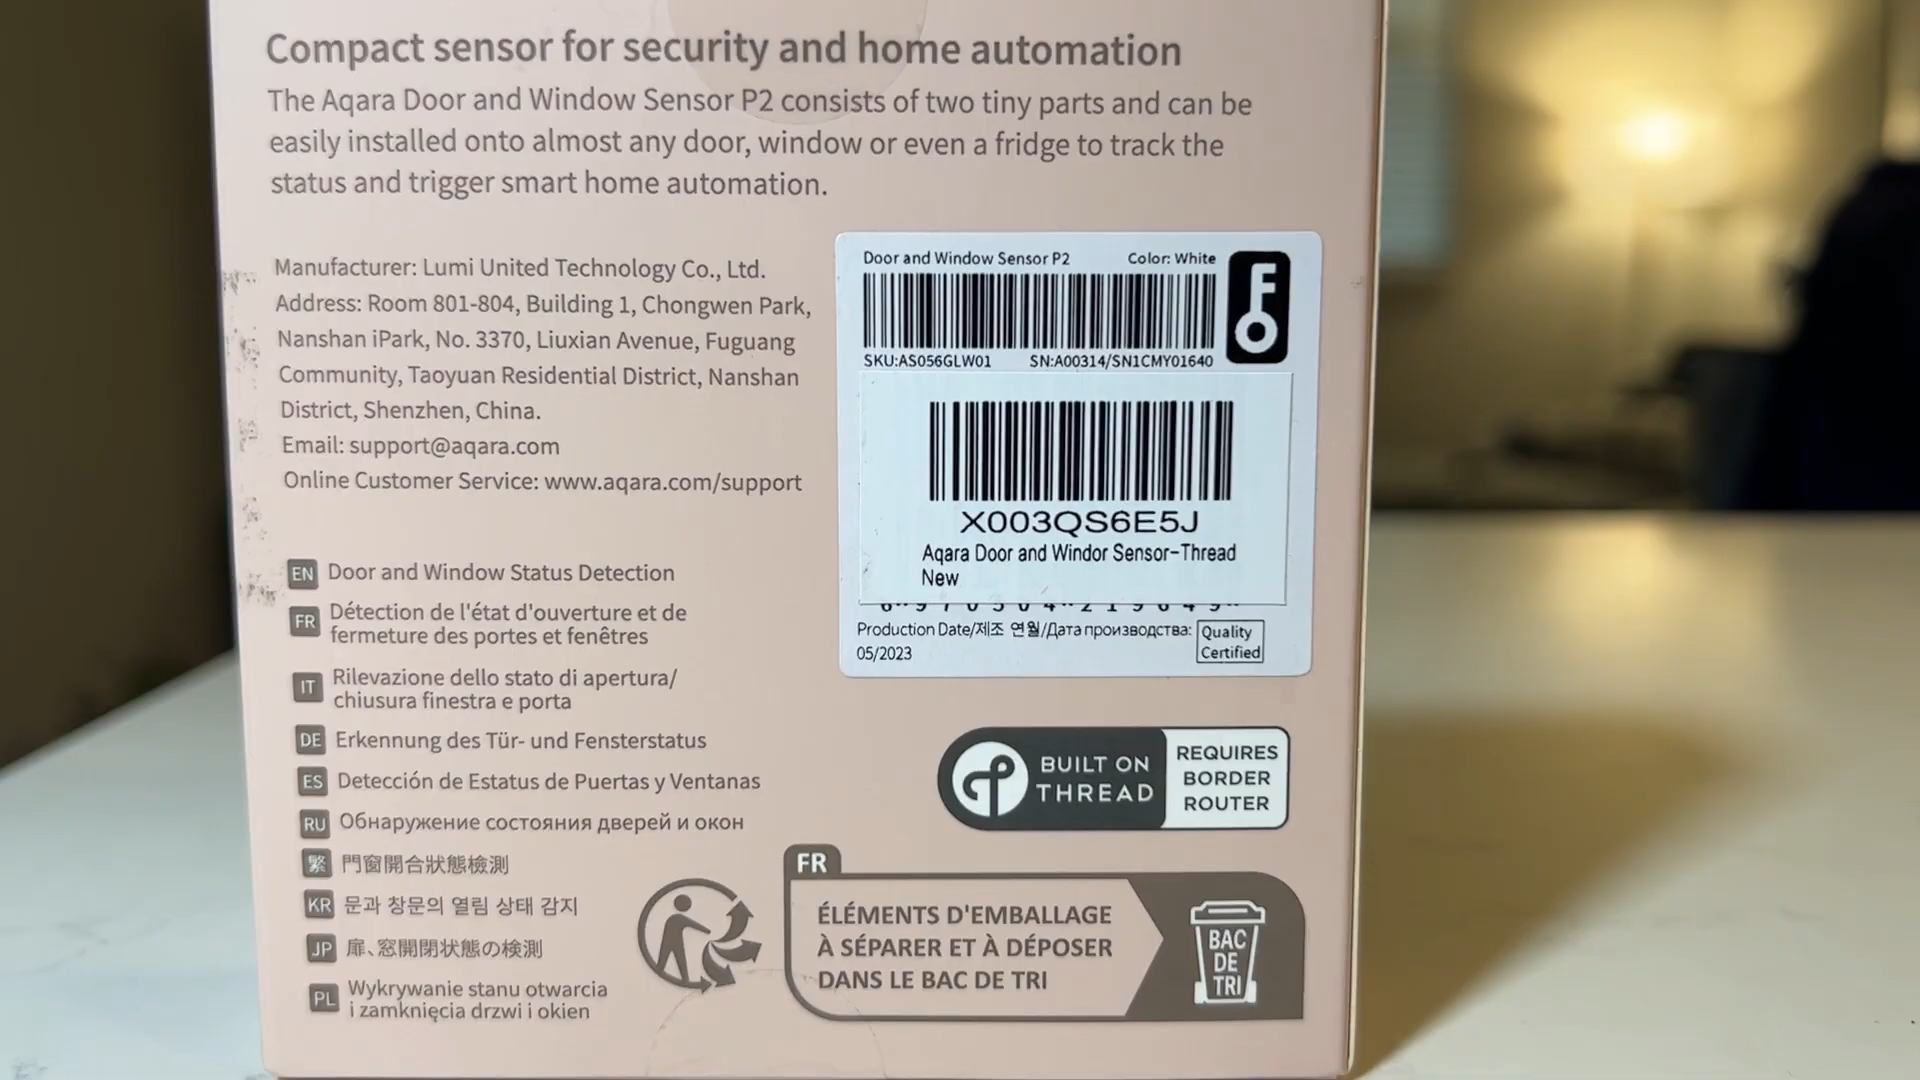 Compact sensor for security and home automation
The Aqara Door and Window Sensor P2 consists of two tiny parts and can be
easily installed onto almost any door, window or even a fridge to track the
status and trigger smart home automation.
Manufacturer: Lumi United Technology Co., Ltd.
Address: Room 801-804, Building 1, Chongwen Park,
Nanshan iPark, No. 3370, Liuxian Avenue, Fuguang
Community, Taoyuan Residential District, Nanshan
District, Shenzhen, China.
Email: support@aqara.com
Online Customer Service: www.aqara.com/support
Door and Window Sensor P2 Color: White
SKU:AS056GLW01 SN:A00314/SN1CMY01640
X003QS6E5J
Aqara Door and Windor Sensor-Thread
New
Production Date/제조 연월/Дата производства:
05/2023
Quality
Certified
EN Door and Window Status Detection
FR Détection de l'état d'ouverture et de
fermeture des portes et fenêtres
IT Rilevazione dello stato di apertura/
chiusura finestra e porta
DE Erkennung des Tür- und Fensterstatus
ES Detección de Estatus de Puertas y Ventanas
RU Обнаружение состояния дверей и окон
繁 門窗開合狀態檢測
KR 문과 창문의 열림 상태 감지
JP 扉、窓開閉状態の検測
PL Wykrywanie stanu otwarcia
i zamknięcia drzwi i okien
BUILT ON
THREAD
REQUIRES
BORDER
ROUTER
FR
ÉLÉMENTS D'EMBALLAGE
À SÉPARER ET À DÉPOSER
DANS LE BAC DE TRI
BAC
DE
TRI